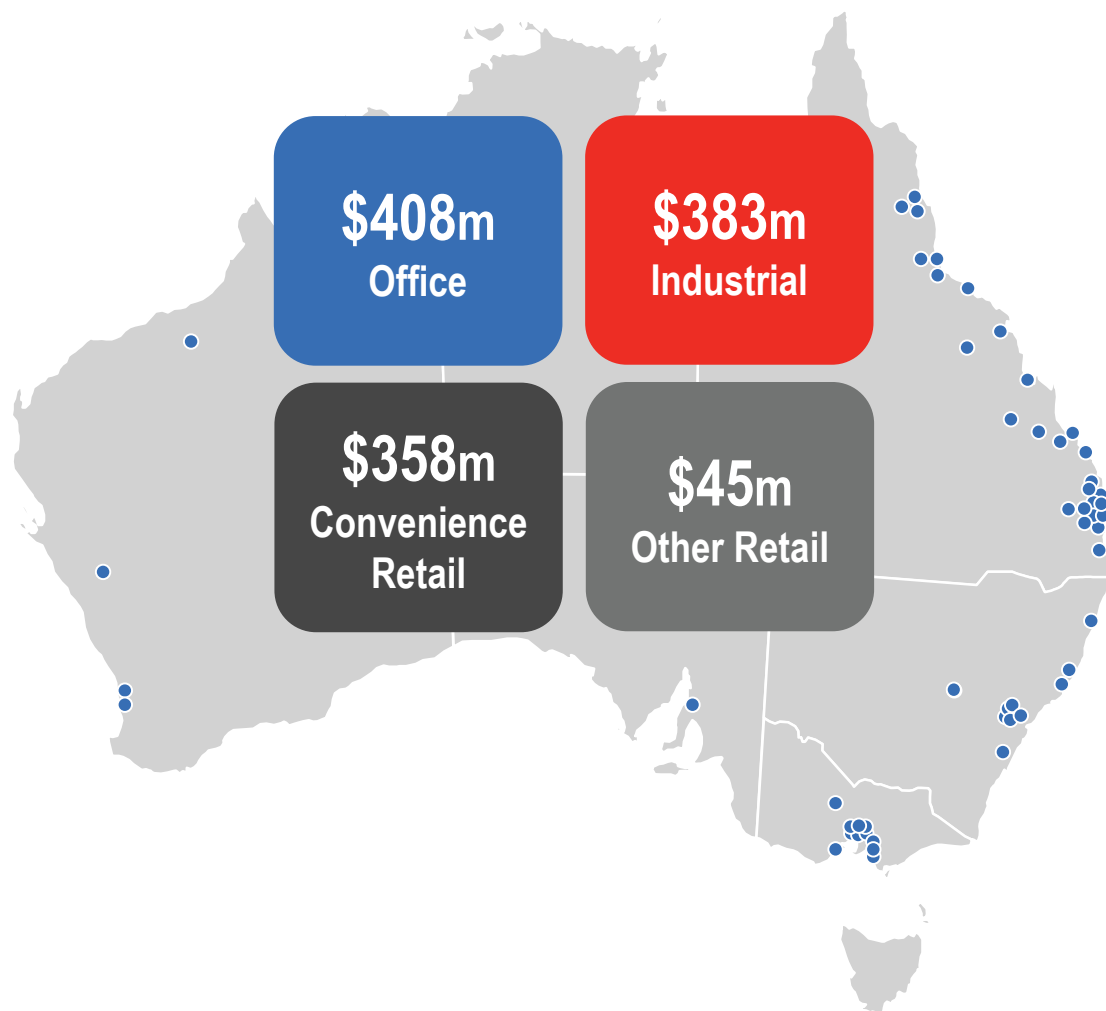 $408m
Office
$383m
Industrial
$358m
Convenience
Retail
$45m
Other Retail